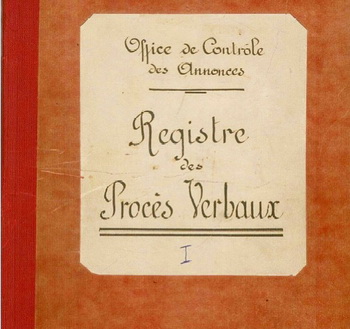 Office de Contrôle
des Annonces
Registre
des
Procès Verbaux
I